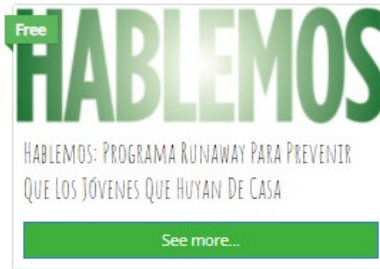 Free
HABLEMOS
Hablemos: Programa Runaway Para Prevenir
Que Los Jóvenes Que Huyan De Casa
See more...